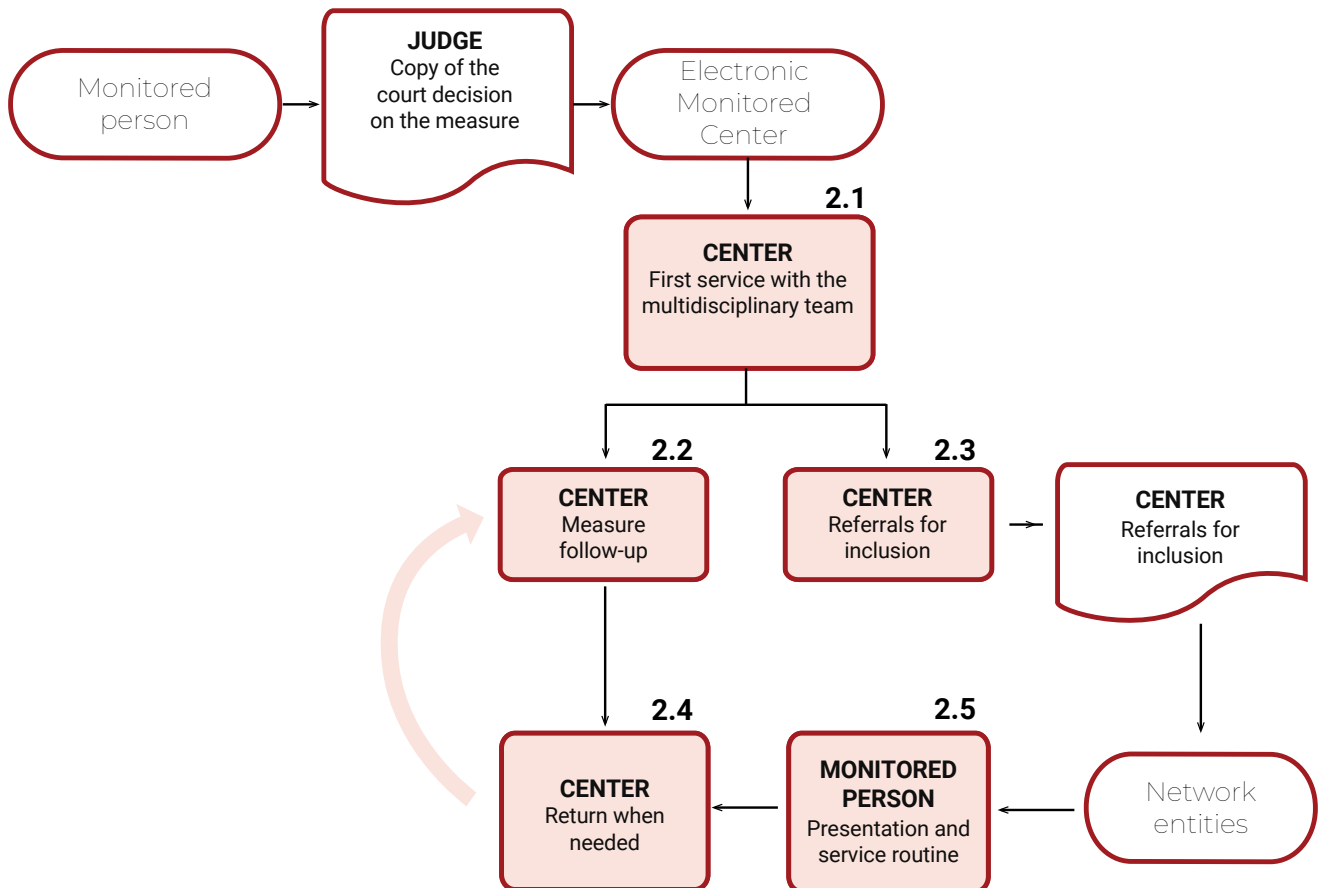 Monitored
person
JUDGE
Copy of the
court decision
on the measure
Electronic
Monitored
Center
2.1
CENTER
First service with the
multidisciplinary team
2.2
CENTER
Measure
follow-up
2.3
CENTER
Referrals for
inclusion
CENTER
Referrals for
inclusion
2.4
CENTER
Return when
needed
2.5
MONITORED
PERSON
Presentation and
service routine
Network
entities